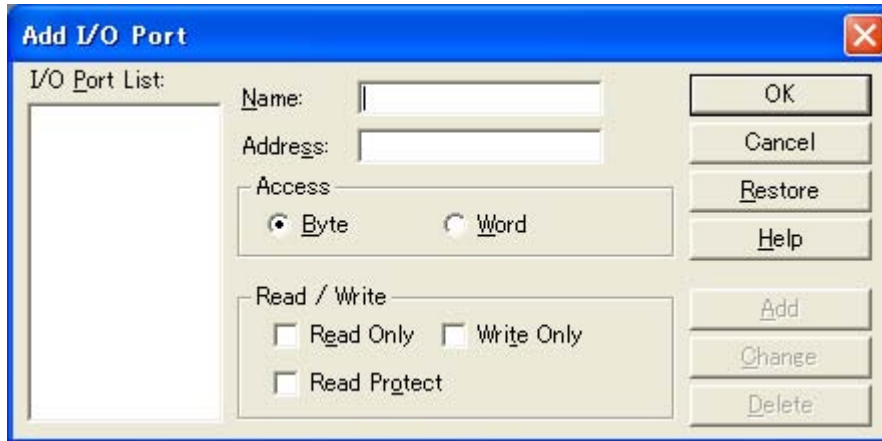 Add I/O Port
I/O Port List:
Name:
Address:
Access
Byte
Word
Read / Write
Read Only
Write Only
Read Protect
OK
Cancel
Restore
Help
Add
Change
Delete